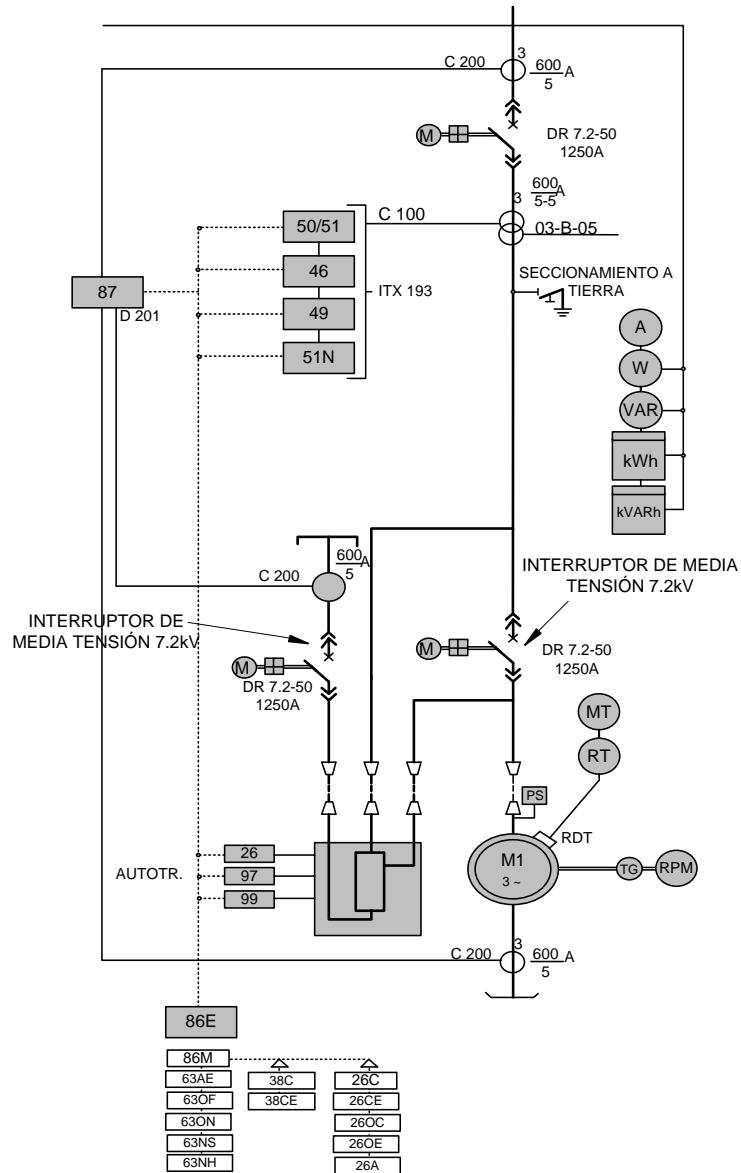 3
C 200
600
A
5
M
DR 7.2-50
1250A
600
A
5-5
3
C 100
03-B-05
50/51
46
49
51N
ITX 193
87
D 201
SECCIONAMIENTO A
TIERRA
A
W
VAR
kWh
kVARh
600
A
5
C 200
INTERRUPTOR DE MEDIA
TENSIÓN 7.2kV
INTERRUPTOR DE
MEDIA TENSIÓN 7.2kV
M
DR 7.2-50
1250A
M
DR 7.2-50
1250A
MT
RT
PS
RDT
26
97
99
AUTOTR.
M1
3 ~
TG
RPM
C 200
3
600
A
5
86E
86M
63AE
63OF
63ON
63NS
63NH
38C
38CE
26C
26CE
26OC
26OE
26A